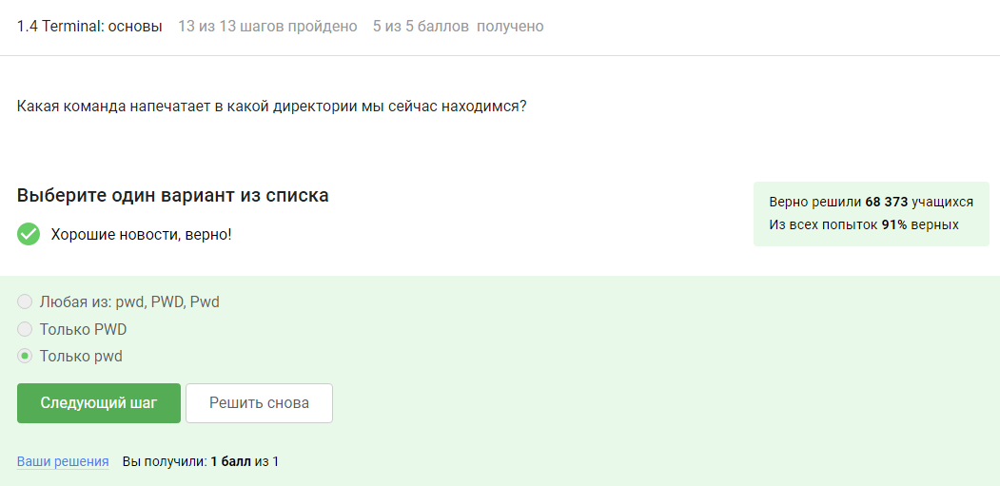 1.4 Terminal: основы 13 из 13 шагов пройдено 5 из 5 баллов получено
Какая команда напечатает в какой директории мы сейчас находимся?
Выберите один вариант из списка
Хорошие новости, верно!
Верно решили 68 373 учащихся
Из всех попыток 91% верных
Любая из: pwd, PWD, Pwd
Только PWD
Только pwd
Следующий шаг Решить снова
Ваши решения Вы получили: 1 балл из 1